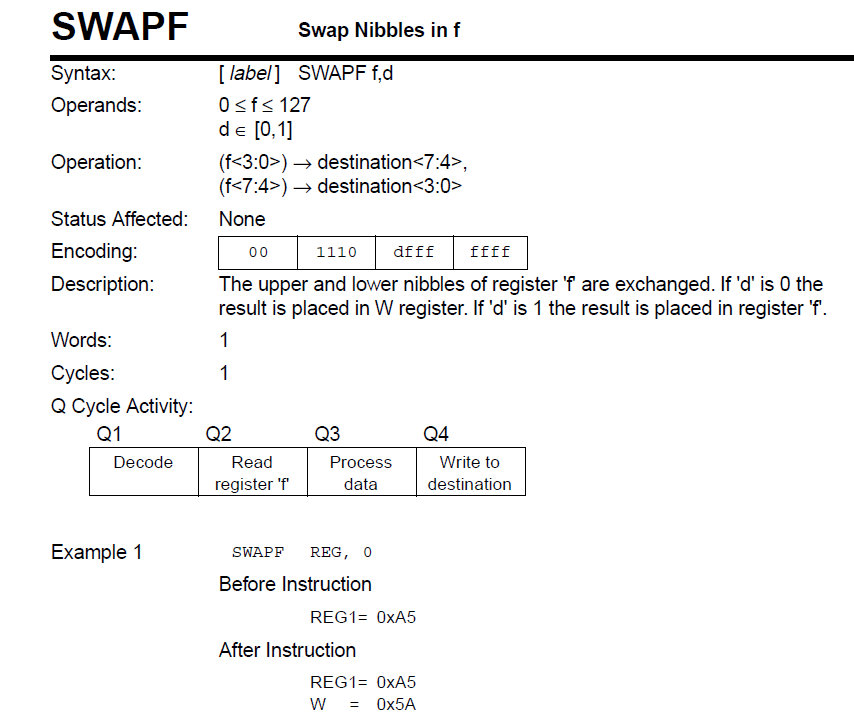 SWAPF Swap Nibbles in f
Syntax: [ label ] SWAPF f,d
Operands: 0 ≤ f ≤ 127
d ∈ [0,1]
Operation: (f<3:0>) → destination<7:4>,
(f<7:4>) → destination<3:0>
Status Affected: None
Encoding: 00 1110 dfff ffff
Description: The upper and lower nibbles of register 'f' are exchanged. If 'd' is 0 the
result is placed in W register. If 'd' is 1 the result is placed in register 'f'.
Words: 1
Cycles: 1
Q Cycle Activity:
Q1 Q2 Q3 Q4
Decode Read Process Write to
register 'f' data destination
Example 1 SWAPF REG, 0
Before Instruction
REG1= 0xA5
After Instruction
REG1= 0xA5
W = 0x5A